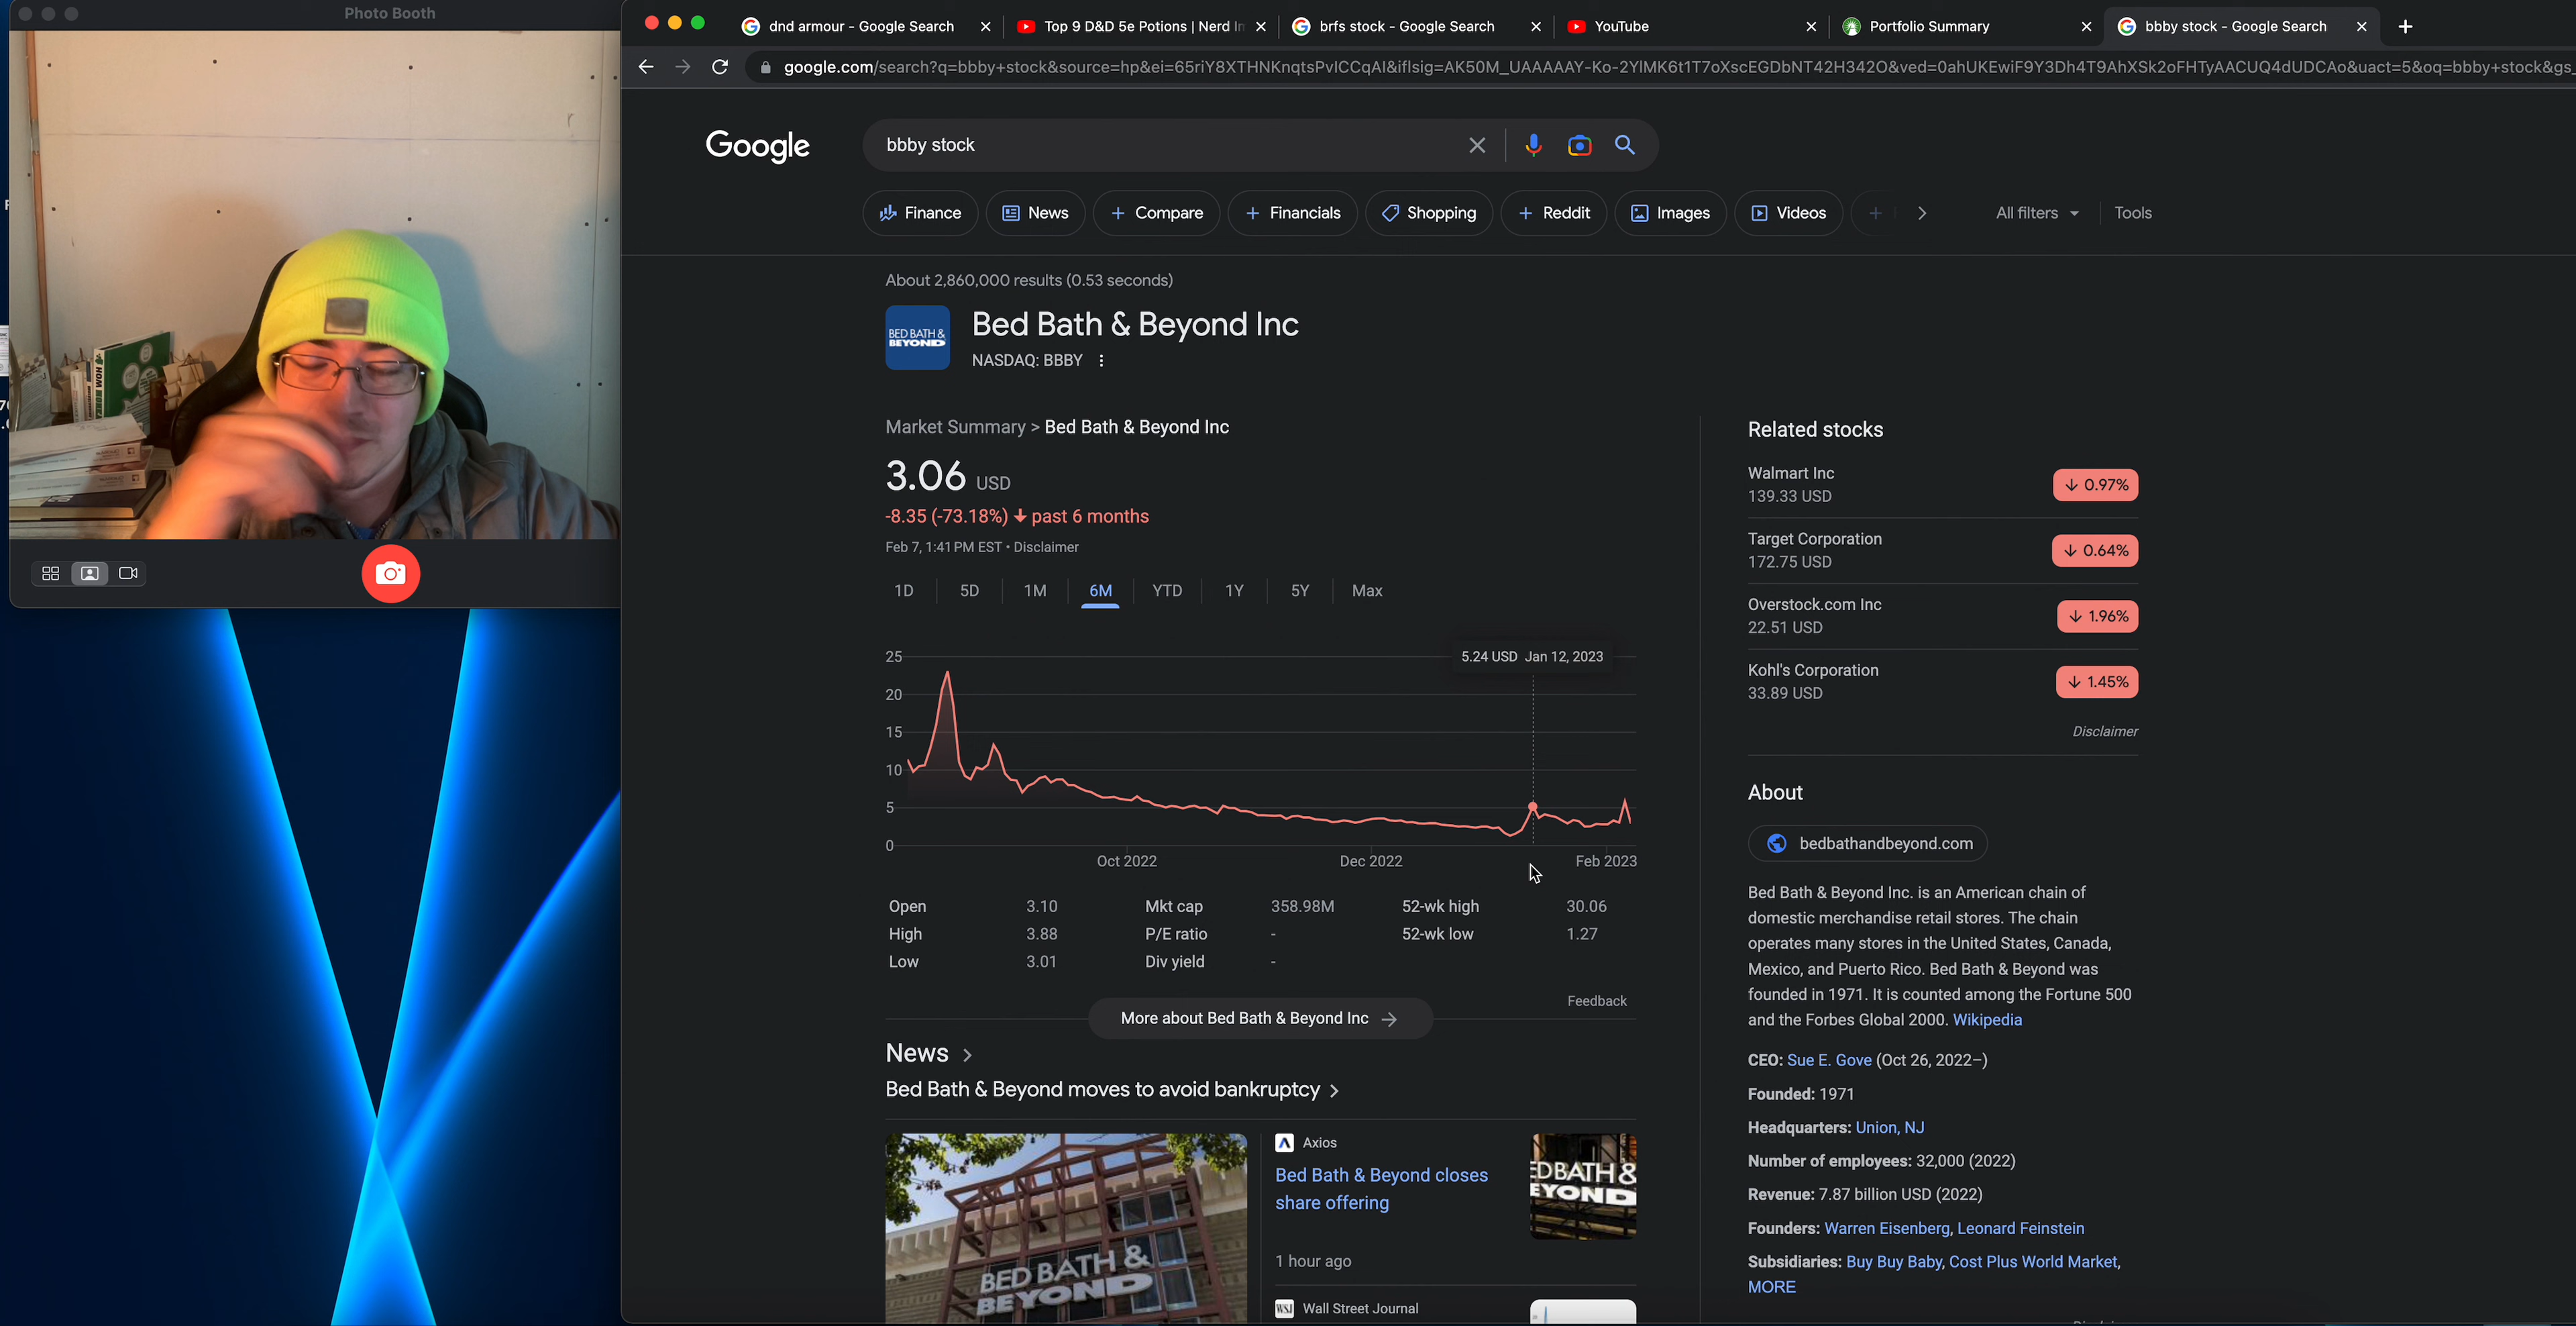 Photo Booth
dnd armour - Google Search
Top 9 D&D 5e Potions | Nerd In
brfs stock - Google Search
YouTube
Portfolio Summary
bbby stock - Google Search
google.com/search?q=bbby+stock&source=hp&ei=65riY8XTHNKnqtsPvICCqAI&iflsig=AK50M_UAAAAAY-Ko-2YlMK6t1T7oXscEGDbNT42H342O&ved=0ahUKEwiF9Y3Dh4T9AhXSk2oFHTyAACUQ4dUDCAo&uact=5&oq=bbby+stock&gs_
Google
bbby stock
Finance
News
Compare
Financials
Shopping
Reddit
Images
Videos
All filters
Tools
About 2,860,000 results (0.53 seconds)
BED BATH &
BEYOND
Bed Bath & Beyond Inc
NASDAQ: BBBY
Market Summary > Bed Bath & Beyond Inc
3.06 USD
-8.35 (-73.18%) ↓ past 6 months
Feb 7, 1:41 PM EST • Disclaimer
1D 5D 1M 6M YTD 1Y 5Y Max
5.24 USD Jan 12, 2023
25
20
15
10
5
0
Oct 2022 Dec 2022 Feb 2023
Open 3.10 Mkt cap 358.98M 52-wk high 30.06
High 3.88 P/E ratio - 52-wk low 1.27
Low 3.01 Div yield -
Feedback
More about Bed Bath & Beyond Inc →
News >
Bed Bath & Beyond moves to avoid bankruptcy >
BED BATH &
BEYOND
Axios
Bed Bath & Beyond closes
share offering
1 hour ago
ED BATH &
EYOND
WSJ Wall Street Journal
Related stocks
Walmart Inc
139.33 USD
↓ 0.97%
Target Corporation
172.75 USD
↓ 0.64%
Overstock.com Inc
22.51 USD
↓ 1.96%
Kohl's Corporation
33.89 USD
↓ 1.45%
Disclaimer
About
bedbathandbeyond.com
Bed Bath & Beyond Inc. is an American chain of
domestic merchandise retail stores. The chain
operates many stores in the United States, Canada,
Mexico, and Puerto Rico. Bed Bath & Beyond was
founded in 1971. It is counted among the Fortune 500
and the Forbes Global 2000. Wikipedia
CEO: Sue E. Gove (Oct 26, 2022–)
Founded: 1971
Headquarters: Union, NJ
Number of employees: 32,000 (2022)
Revenue: 7.87 billion USD (2022)
Founders: Warren Eisenberg, Leonard Feinstein
Subsidiaries: Buy Buy Baby, Cost Plus World Market,
MORE